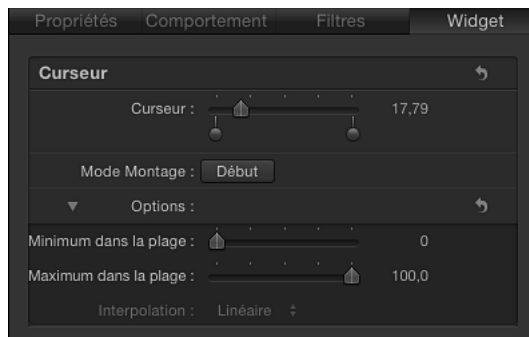 Propriétés Comportement Filtres Widget
Curseur
Curseur : 17,79
Mode Montage : Début
Options :
Minimum dans la plage : 0
Maximum dans la plage : 100,0
Interpolation : Linéaire